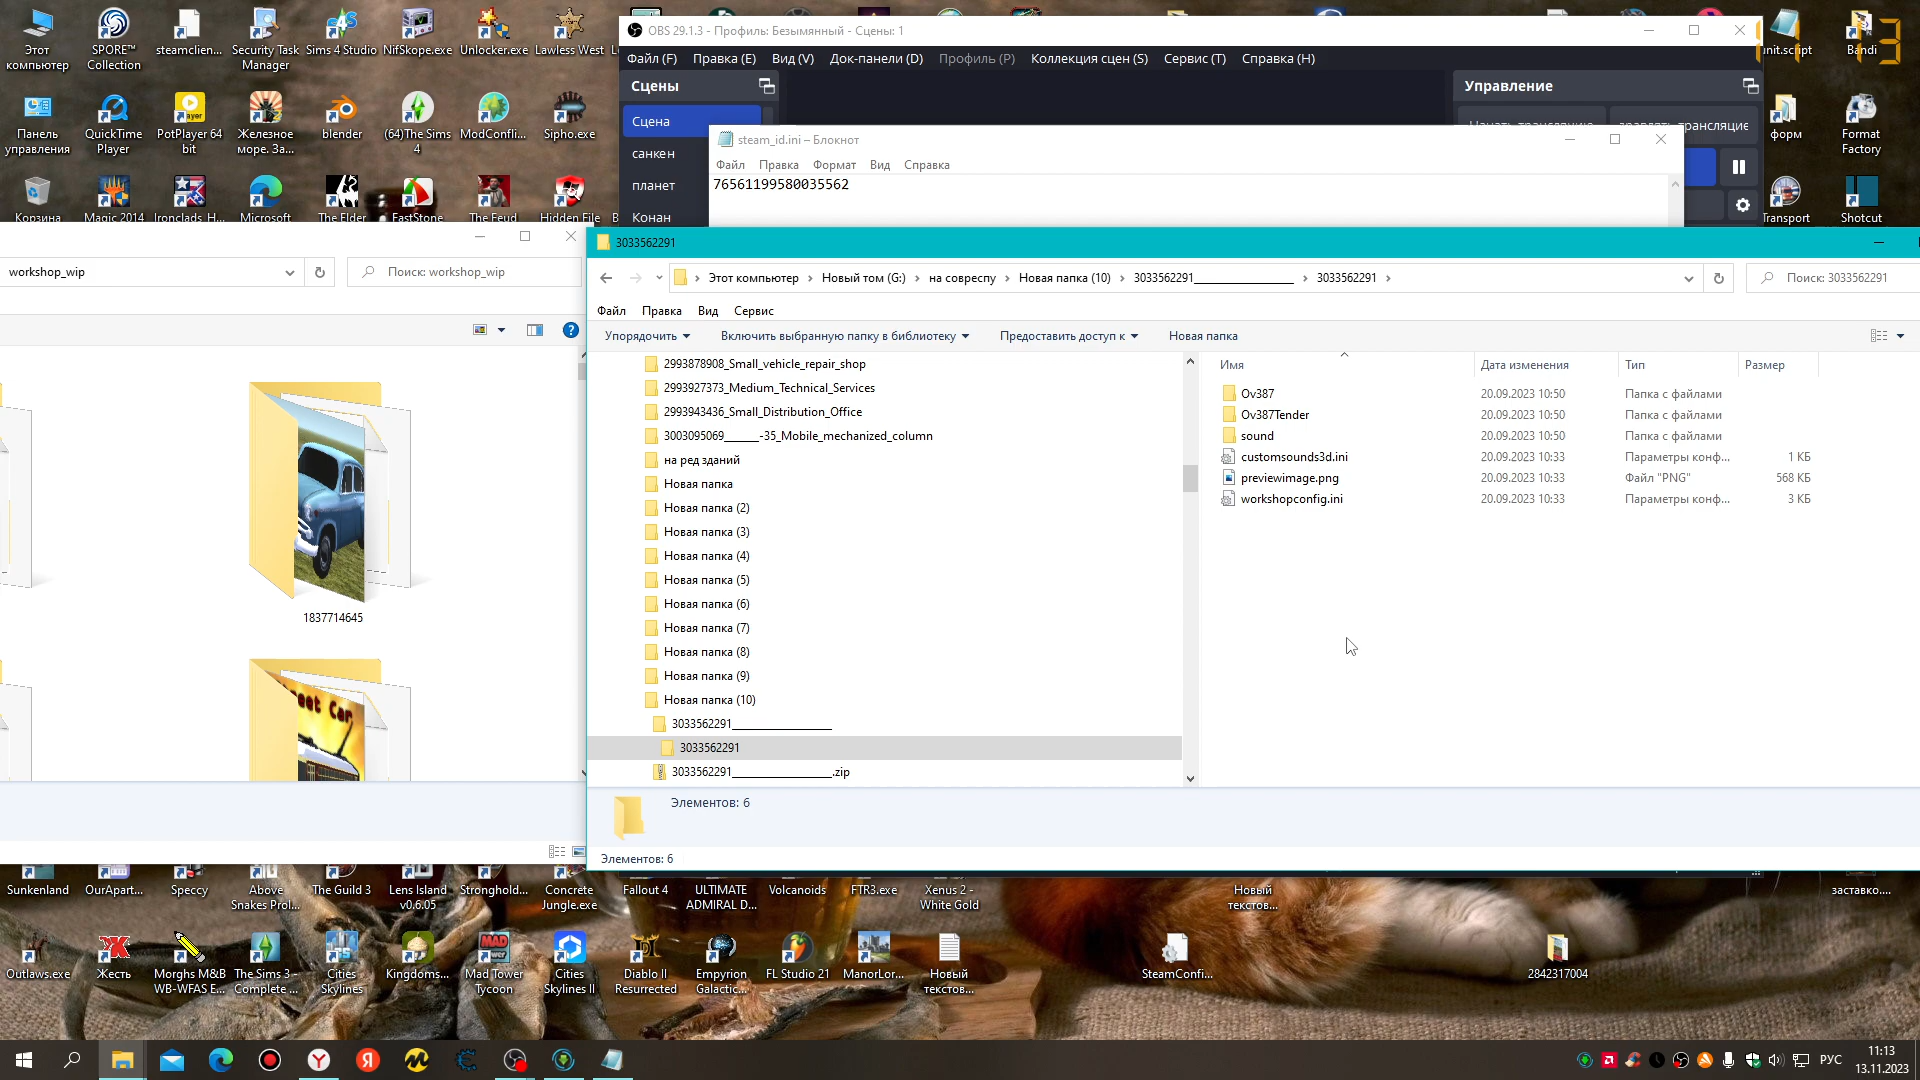 Этот компьютер
SPORE™ Collection
steamclien...
Security Task Manager
Sims 4 Studio
NifSkope.exe
Unlocker.exe
Lawless West
Панель управления
QuickTime Player
PotPlayer 64 bit
Железное море. За...
blender
(64)The Sims 4
ModConfli...
Sipho.exe
Корзина
Magic 2014
Ironclads_H...
Microsoft
The Elder
FastStone
The Feud
Hidden File
OBS 29.1.3 - Профиль: Безымянный - Сцены: 1
Файл (F)
Правка (E)
Вид (V)
Док-панели (D)
Профиль (P)
Коллекция сцен (S)
Сервис (T)
Справка (H)
Сцены
Управление
Сцена
санкен
планет
Конан
steam_id.ini – Блокнот
Файл
Правка
Формат
Вид
Справка
76561199580035562
init.script
Bandi
13
форм
Format Factory
Transport
Shotcut
workshop_wip
Поиск: workshop_wip
1837714645
3033562291
Этот компьютер
Новый том (G:)
на совреспу
Новая папка (10)
3033562291__________________
3033562291
Поиск: 3033562291
Файл
Правка
Вид
Сервис
Упорядочить
Включить выбранную папку в библиотеку
Предоставить доступ к
Новая папка
2993878908_Small_vehicle_repair_shop
2993927373_Medium_Technical_Services
2993943436_Small_Distribution_Office
3003095069______-35_Mobile_mechanized_column
на ред зданий
Новая папка
Новая папка (2)
Новая папка (3)
Новая папка (4)
Новая папка (5)
Новая папка (6)
Новая папка (7)
Новая папка (8)
Новая папка (9)
Новая папка (10)
3033562291__________________
3033562291
3033562291__________________.zip
Имя
Дата изменения
Тип
Размер
Ov387 20.09.2023 10:50 Папка с файлами
Ov387Tender 20.09.2023 10:50 Папка с файлами
sound 20.09.2023 10:50 Папка с файлами
customsounds3d.ini 20.09.2023 10:33 Параметры конф... 1 КБ
previewimage.png 20.09.2023 10:33 Файл "PNG" 568 КБ
workshopconfig.ini 20.09.2023 10:33 Параметры конф... 3 КБ
Элементов: 6
Элементов: 6
Sunkenland
OurApart...
Speccy
Above Snakes Prol...
The Guild 3
Lens Island v0.6.05
Stronghold...
Concrete Jungle.exe
Fallout 4
ULTIMATE ADMIRAL D...
Volcanoids
FTR3.exe
Xenus 2 - White Gold
Новый текстов...
заставко....
Outlaws.exe
Жесть
Morghs M&B WB-WFAS E...
The Sims 3 - Complete ...
Cities Skylines
Kingdoms...
Mad Tower Tycoon
Cities Skylines II
Diablo II Resurrected
Empyrion Galactic...
FL Studio 21
ManorLor...
Новый текстов...
SteamConfi...
2842317004
РУС
11:13
13.11.2023